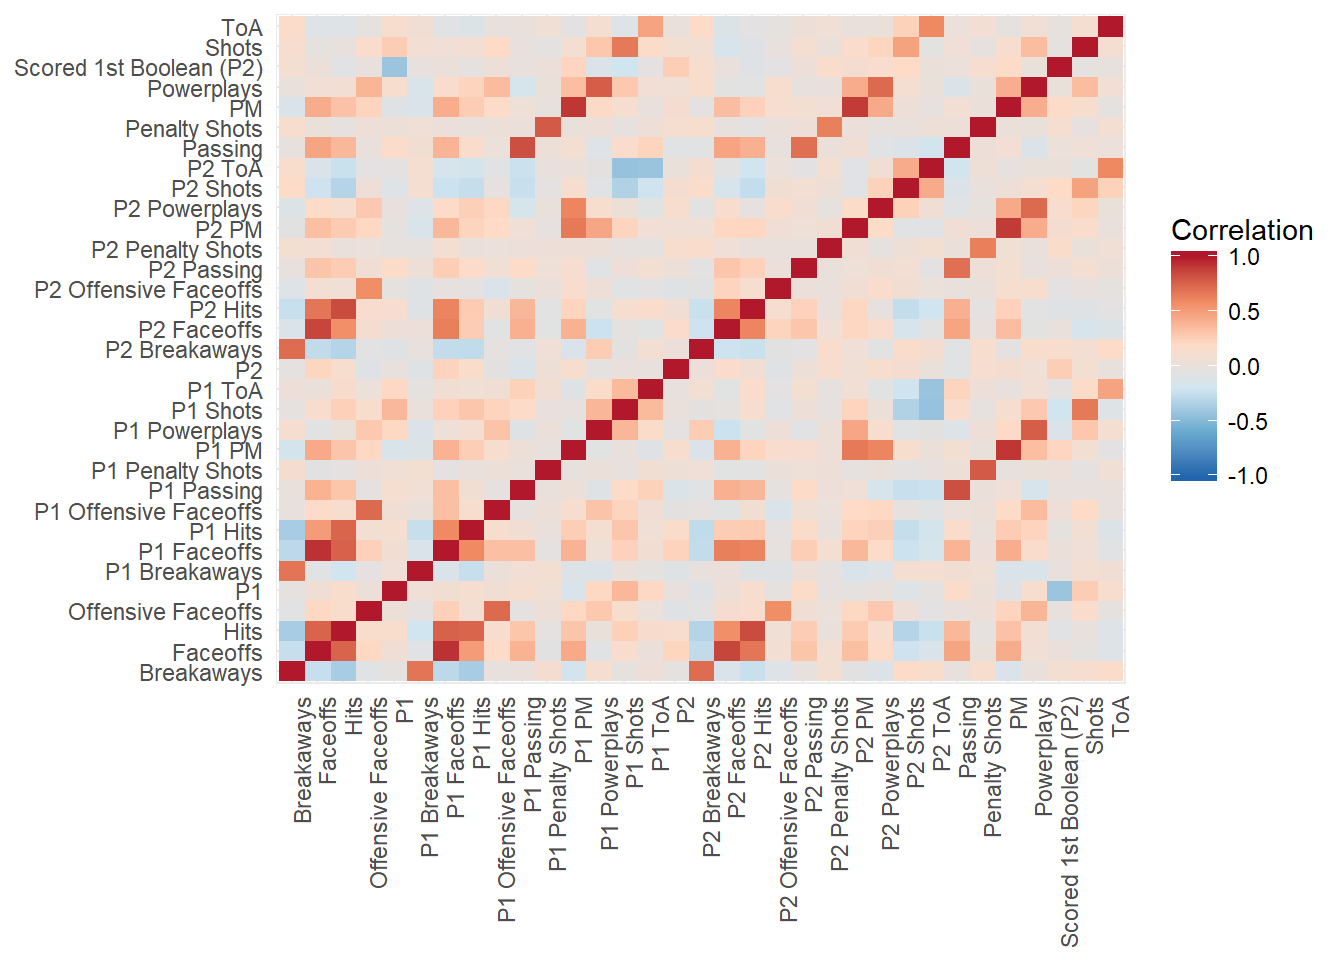 ToA
Shots
Scored 1st Boolean (P2)
Powerplays
PM
Penalty Shots
Passing
P2 ToA
P2 Shots
P2 Powerplays
P2 PM
P2 Penalty Shots
P2 Passing
P2 Offensive Faceoffs
P2 Hits
P2 Faceoffs
P2 Breakaways
P2
P1 ToA
P1 Shots
P1 Powerplays
P1 PM
P1 Penalty Shots
P1 Passing
P1 Offensive Faceoffs
P1 Hits
P1 Faceoffs
P1 Breakaways
P1
Offensive Faceoffs
Hits
Faceoffs
Breakaways
Breakaways
Faceoffs
Hits
Offensive Faceoffs
P1
P1 Breakaways
P1 Faceoffs
P1 Hits
P1 Offensive Faceoffs
P1 Passing
P1 Penalty Shots
P1 PM
P1 Powerplays
P1 Shots
P1 ToA
P2
P2 Breakaways
P2 Faceoffs
P2 Hits
P2 Offensive Faceoffs
P2 Passing
P2 Penalty Shots
P2 PM
P2 Powerplays
P2 Shots
P2 ToA
Passing
Penalty Shots
PM
Powerplays
Scored 1st Boolean (P2)
Shots
ToA
Correlation
1.0
0.5
0.0
-0.5
-1.0